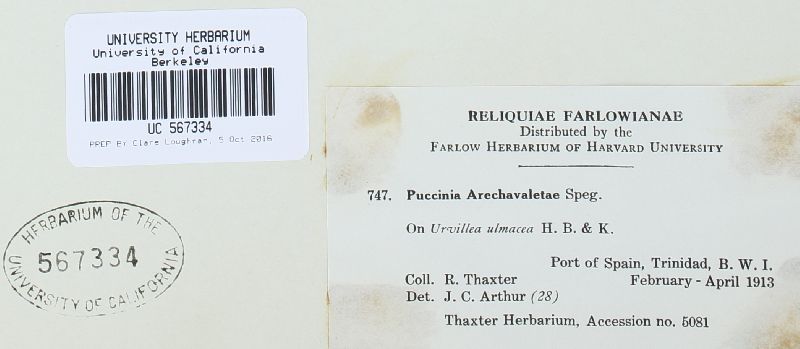 UNIVERSITY HERBARIUM
University of California
Berkeley
UC 567334
PREP BY Clare Loughran, 5 Oct 2016
HERBARIUM OF THE
567334
UNIVERSITY OF CALIFORNIA
RELIQUIAE FARLOWIANAE
Distributed by the
FARLOW HERBARIUM OF HARVARD UNIVERSITY
747. Puccinia Arechavaletae Speg.
On Urvillea ulmacea H. B. & K.
Port of Spain, Trinidad, B. W. I.
Coll. R. Thaxter February - April 1913
Det. J. C. Arthur (28)
Thaxter Herbarium, Accession no. 5081